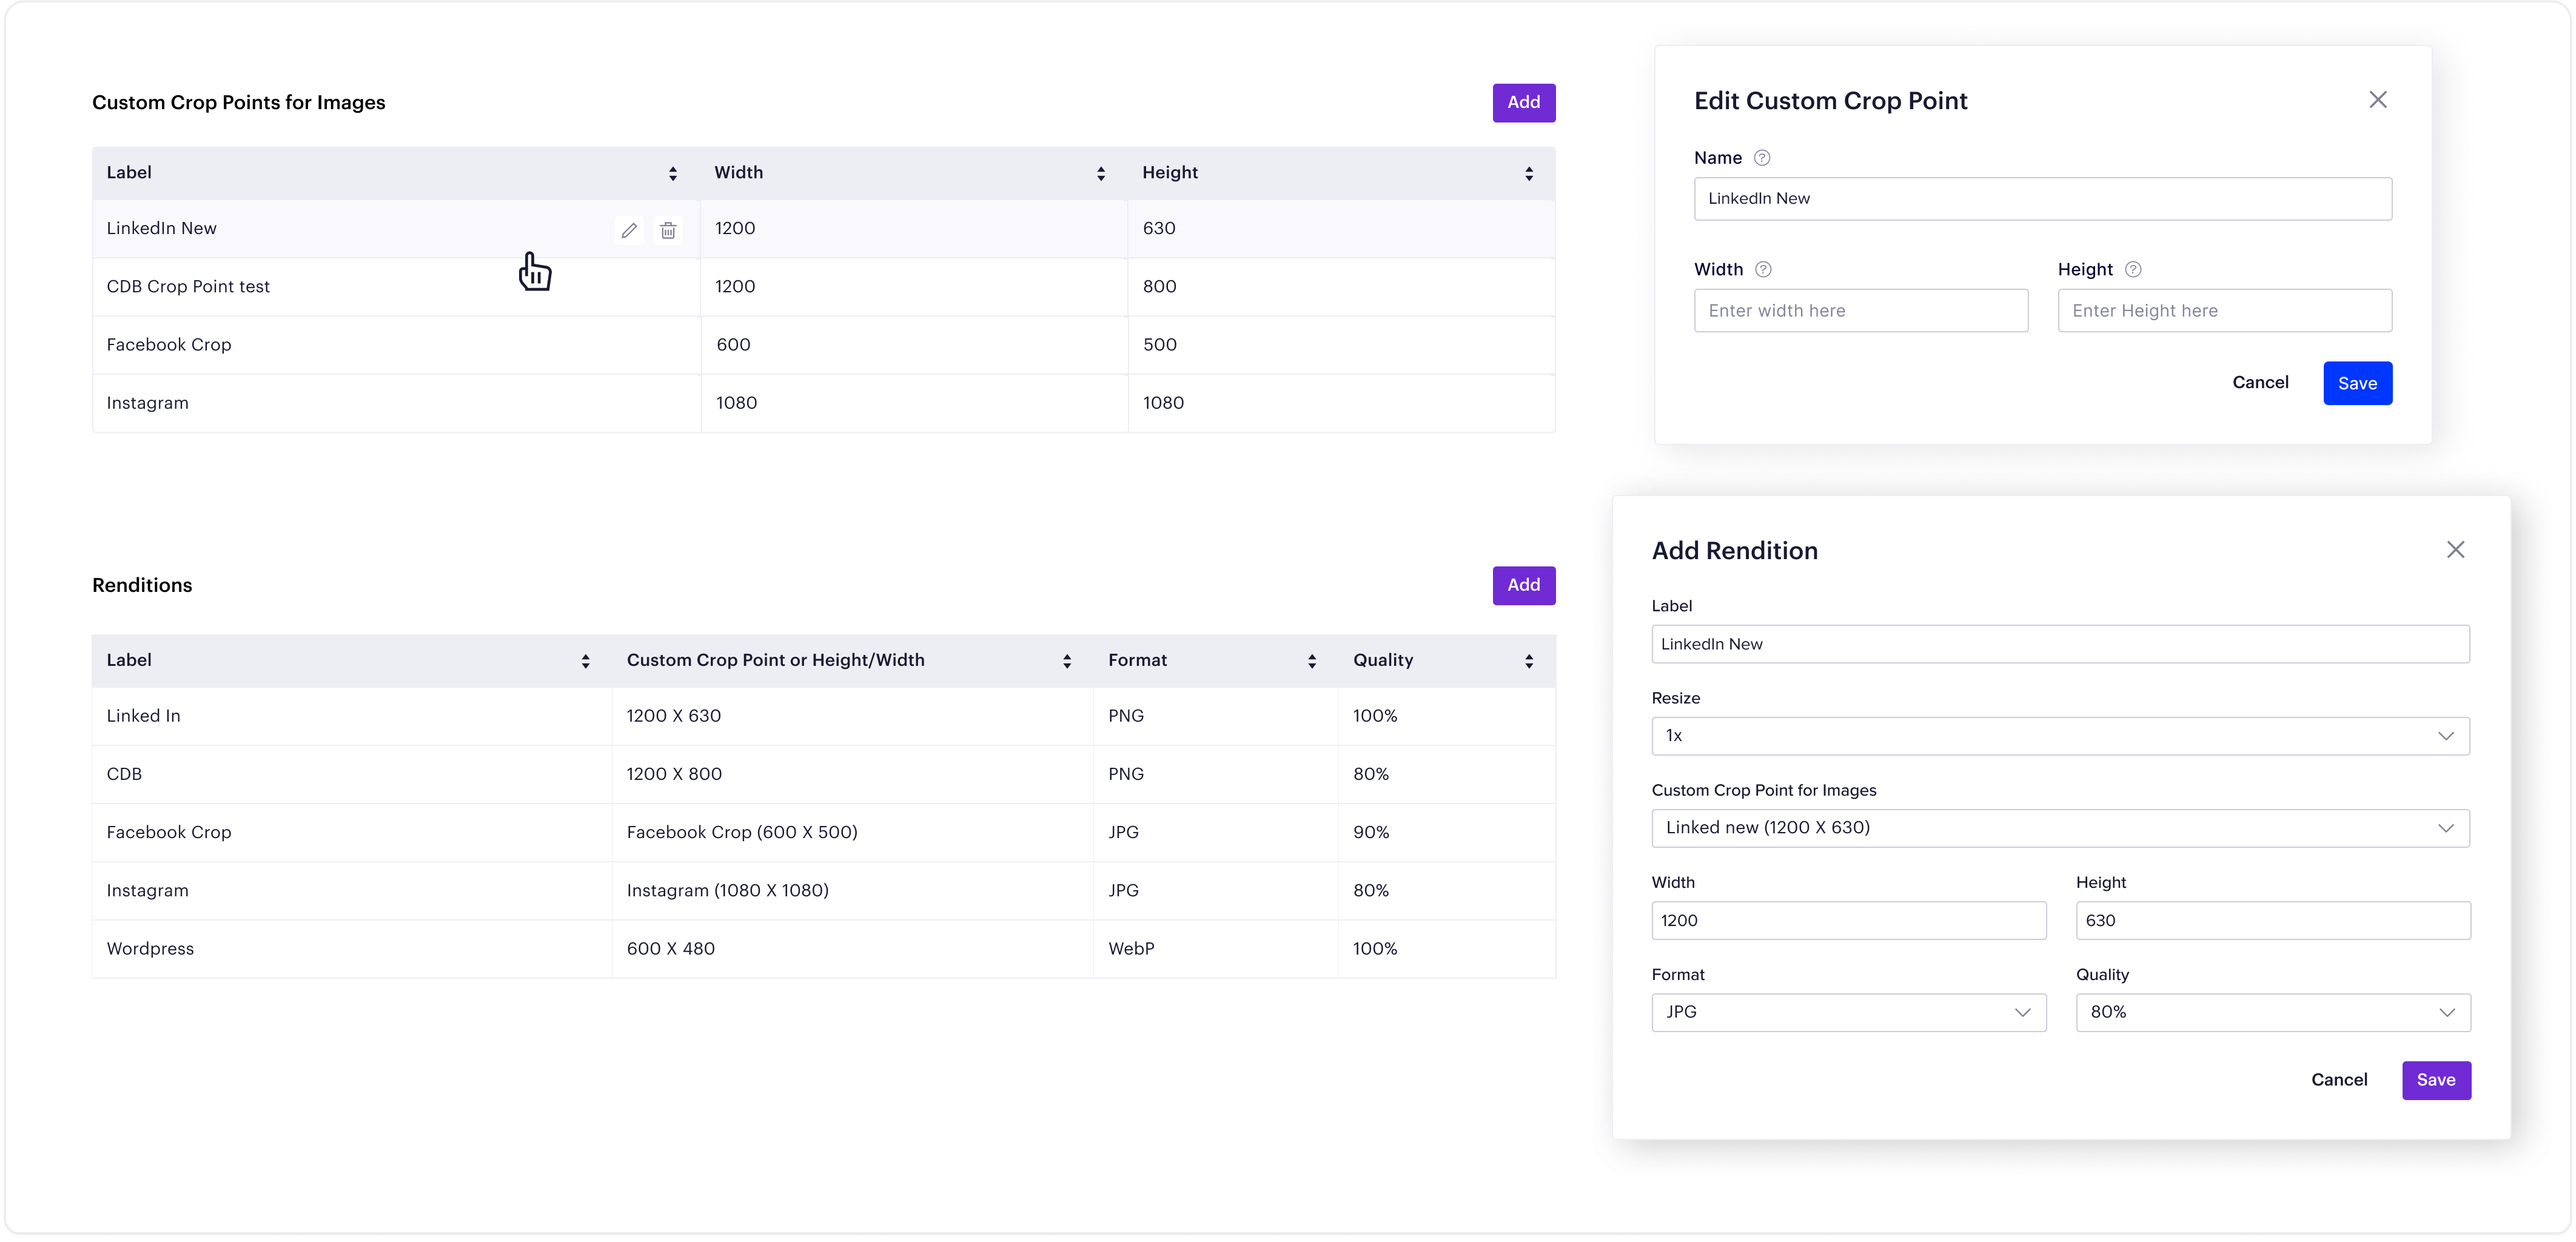 Custom Crop Points for Images
Add
Label Width Height
LinkedIn New 1200 630
CDB Crop Point test 1200 800
Facebook Crop 600 500
Instagram 1080 1080
Renditions
Add
Label Custom Crop Point or Height/Width Format Quality
Linked In 1200 X 630 PNG 100%
CDB 1200 X 800 PNG 80%
Facebook Crop Facebook Crop (600 X 500) JPG 90%
Instagram Instagram (1080 X 1080) JPG 80%
Wordpress 600 X 480 WebP 100%
Edit Custom Crop Point
Name ?
LinkedIn New
Width ? Height ?
Enter width here Enter Height here
Cancel Save
Add Rendition
Label
LinkedIn New
Resize
1x
Custom Crop Point for Images
Linked new (1200 X 630)
Width Height
1200 630
Format Quality
JPG 80%
Cancel Save